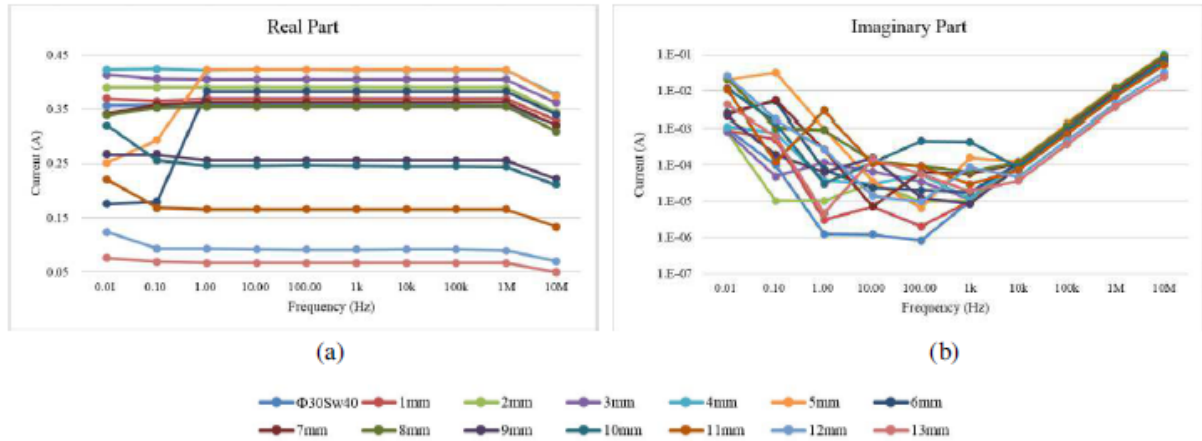 Real Part
0.45
0.35
0.25
0.15
0.05
Current (A)
0.01 0.10 1.00 10.00 100.00 1k 10k 100k 1M 10M
Frequency (Hz)
(a)
Imaginary Part
1.E-01
1.E-02
1.E-03
1.E-04
1.E-05
1.E-06
1.E-07
Current (A)
0.01 0.10 1.00 10.00 100.00 1k 10k 100k 1M 10M
Frequency (Hz)
(b)
Φ30Sw40 1mm 2mm 3mm 4mm 5mm 6mm
7mm 8mm 9mm 10mm 11mm 12mm 13mm